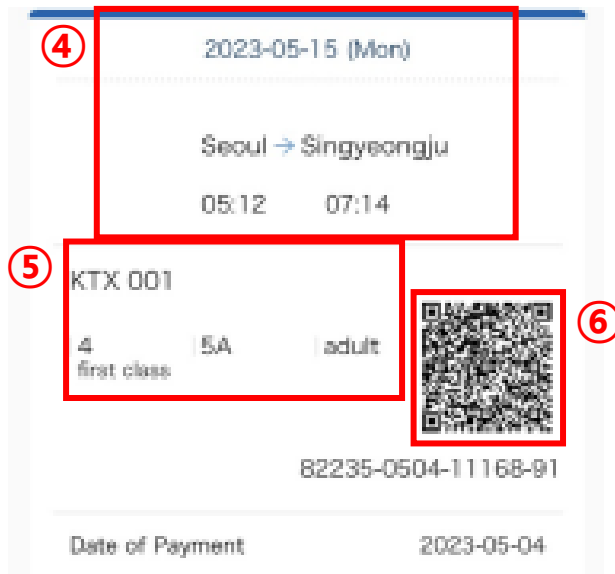 ④ 2023-05-15 (Mon)
Seoul → Singyeongju
05:12 07:14
⑤
KTX 001
4 5A adult
first class
⑥
82235-0504-11168-91
Date of Payment 2023-05-04